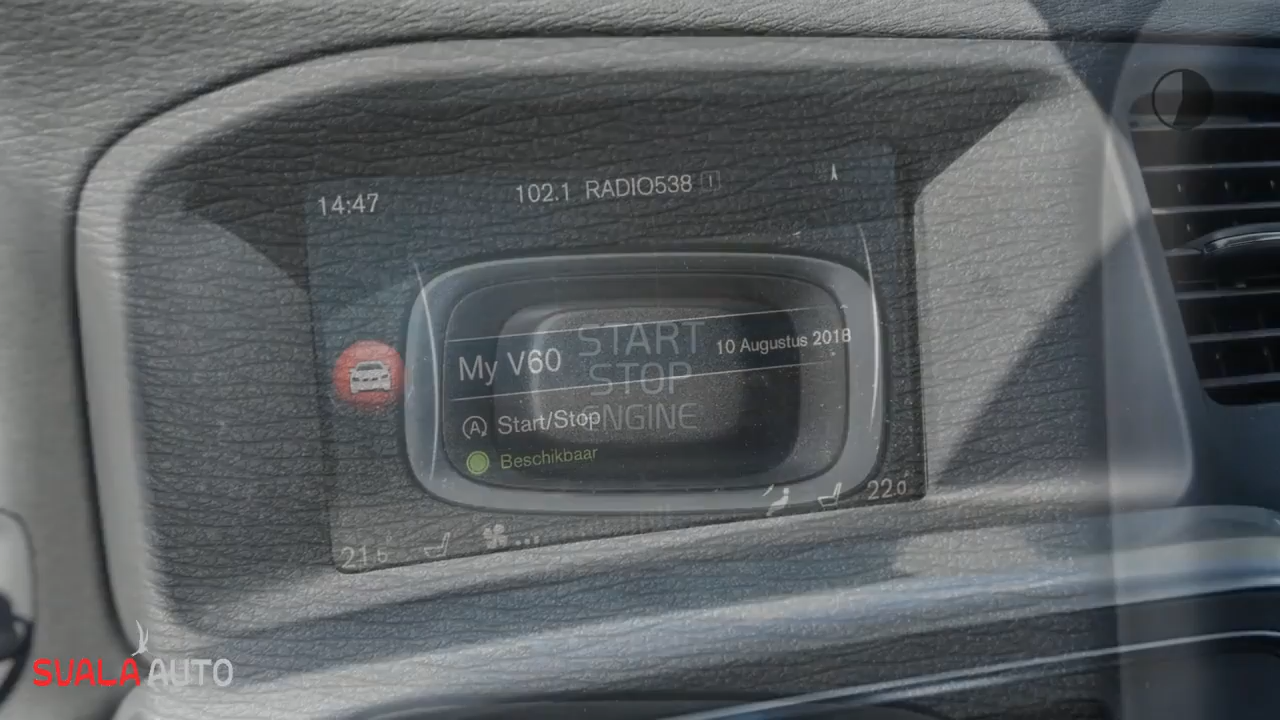 14:47
102.1 RADIO538
START
STOP
ENGINE
My V60
10 Augustus 2018
Start/Stop
Beschikbaar
21.5
22.0
SVALA AUTO